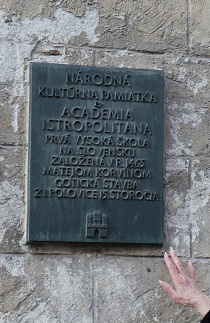 NÁRODNÁ
KULTÚRNA PAMIATKA
ACADEMIA
ISTROPOLITANA
PRVÁ VYSOKÁ ŠKOLA
NA SLOVENSKU
ZALOŽENÁ V R. 1465
MATEJOM KORVÍNOM
GOTICKÁ STAVBA
Z 1. POLOVICE 15. STOROČIA